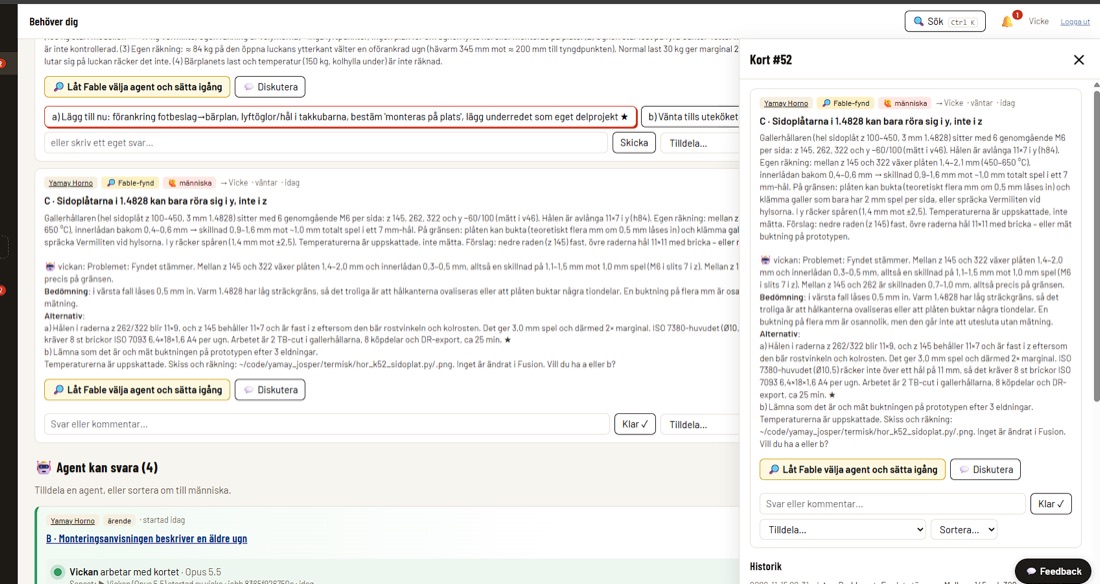 Behöver dig
Sök Ctrl K
1
Vicke
Logga ut
är inte kontrollerad. (3) Egen räkning: ≈ 84 kg på den öppna luckans ytterkant välter en oförankrad ugn (hävarm 345 mm mot ≈ 200 mm till tyngdpunkten). Normal last 30 kg ger marginal 2
lutar sig på luckan räcker det inte. (4) Bärplanets last och temperatur (150 kg, kolhylla under) är inte räknad.
Låt Fable välja agent och sätta igång
Diskutera
a) Lägg till nu: förankring fotbeslag→bärplan, lyftöglor/hål i takkubarna, bestäm 'monteras på plats', lägg underredet som eget delprojekt ★
b) Vänta tills uteköket
eller skriv ett eget svar...
Skicka
Tilldela...
Yamay Horno
Fable-fynd
människa
→ Vicke · väntar · idag
C · Sidoplåtarna i 1.4828 kan bara röra sig i y, inte i z
Gallerhållaren (hel sidoplåt z 100–450, 3 mm 1.4828) sitter med 6 genomgående M6 per sida: z 145, 262, 322 och y −60/100 (mätt i v46). Hålen är avlånga 11×7 i y (h84). Egen räkning: mellan z
650 °C), innerlådan bakom 0,4–0,6 mm → skillnad 0,9–1,6 mm mot ~1,0 mm totalt spel i ett 7 mm-hål. På gränsen: plåten kan bukta (teoretiskt flera mm om 0,5 mm låses in) och klämma gal
spräcka Vermiliten vid hylsorna. I y räcker spåren (1,4 mm mot ±2,5). Temperaturerna är uppskattade, inte mätta. Förslag: nedre raden (z 145) fast, övre raderna hål 11×11 med bricka – eller r
vickan: Problemet: Fyndet stämmer. Mellan z 145 och 322 växer plåten 1,4–2,0 mm och innerlådan 0,3–0,5 mm, alltså en skillnad på 1,1–1,5 mm mot 1,0 mm spel (M6 i slits 7 i z). Mellan z 1
precis på gränsen.
Bedömning: i värsta fall låses 0,5 mm in. Varm 1.4828 har låg sträckgräns, så det troliga är att hålkanterna ovaliseras eller att plåten buktar några tiondelar. En buktning på flera mm är osa
mätning.
Alternativ:
a) Hålen i raderna z 262/322 blir 11×9, och z 145 behåller 11×7 och är fast i z eftersom den bär rostvinkeln och kolrosten. Det ger 3.0 mm spel och därmed 2× marginal. ISO 7380-huvudet (Ø10,
kräver 8 st brickor ISO 7093 6,4×18×1,6 A4 per ugn. Arbetet är 2 TB-cut i gallerhållarna, 8 köpdelar och DR-export, ca 25 min. ★
b) Lämna som det är och mät buktningen på prototypen efter 3 eldningar.
Temperaturerna är uppskattade. Skiss och räkning: ~/code/yamay_josper/termisk/hor_k52_sidoplat.py/.png. Inget är ändrat i Fusion. Vill du ha a eller b?
Låt Fable välja agent och sätta igång
Diskutera
Svar eller kommentar...
Klar ✓
Tilldela...
Agent kan svara (4)
Tilldela en agent, eller sortera om till människa.
Yamay Horno
ärende
· startad idag
B · Monteringsanvisningen beskriver en äldre ugn
Vickan arbetar med kortet · Opus 5.5
Kort #52
Yamay Horno
Fable-fynd
människa
→ Vicke · väntar · idag
C · Sidoplåtarna i 1.4828 kan bara röra sig i y, inte i z
Gallerhållaren (hel sidoplåt z 100–450, 3 mm 1.4828) sitter med 6 genomgående M6
per sida: z 145, 262, 322 och y −60/100 (mätt i v46). Hålen är avlånga 11×7 i y (h84).
Egen räkning: mellan z 145 och 322 växer plåten 1,4–2,1 mm (450–650 °C),
innerlådan bakom 0,4–0,6 mm → skillnad 0,9–1,6 mm mot ~1,0 mm totalt spel i ett 7
mm-hål. På gränsen: plåten kan bukta (teoretiskt flera mm om 0,5 mm låses in) och
klämma galler som bara har 2 mm spel per sida, eller spräcka Vermiliten vid
hylsorna. I y räcker spåren (1,4 mm mot ±2,5). Temperaturerna är uppskattade, inte
mätta. Förslag: nedre raden (z 145) fast, övre raderna hål 11×11 med bricka – eller mät
buktning på prototypen.
vickan: Problemet: Fyndet stämmer. Mellan z 145 och 322 växer plåten 1,4–2,0
mm och innerlådan 0,3–0,5 mm, alltså en skillnad på 1,1–1,5 mm mot 1,0 mm spel (M6
i slits 7 i z). Mellan z 145 och 262 är skillnaden 0,7–1,0 mm, alltså precis på gränsen.
Bedömning: i värsta fall låses 0,5 mm in. Varm 1.4828 har låg sträckgräns, så det
troliga är att hålkanterna ovaliseras eller att plåten buktar några tiondelar. En
buktning på flera mm är osannolik, men den går inte att utesluta utan mätning.
Alternativ:
a) Hålen i raderna z 262/322 blir 11×9, och z 145 behåller 11×7 och är fast i z eftersom
den bär rostvinkeln och kolrosten. Det ger 3.0 mm spel och därmed 2× marginal. ISO
7380-huvudet (Ø10,5) räcker inte över ett hål på 11 mm, så det kräver 8 st brickor ISO
7093 6,4×18×1,6 A4 per ugn. Arbetet är 2 TB-cut i gallerhållarna, 8 köpdelar och DR-
export, ca 25 min. ★
b) Lämna som det är och mät buktningen på prototypen efter 3 eldningar.
Temperaturerna är uppskattade. Skiss och räkning:
~/code/yamay_josper/termisk/hor_k52_sidoplat.py/.png. Inget är ändrat i Fusion.
Vill du ha a eller b?
Låt Fable välja agent och sätta igång
Diskutera
Svar eller kommentar...
Klar ✓
Tilldela...
Sortera...
Historik
Feedback